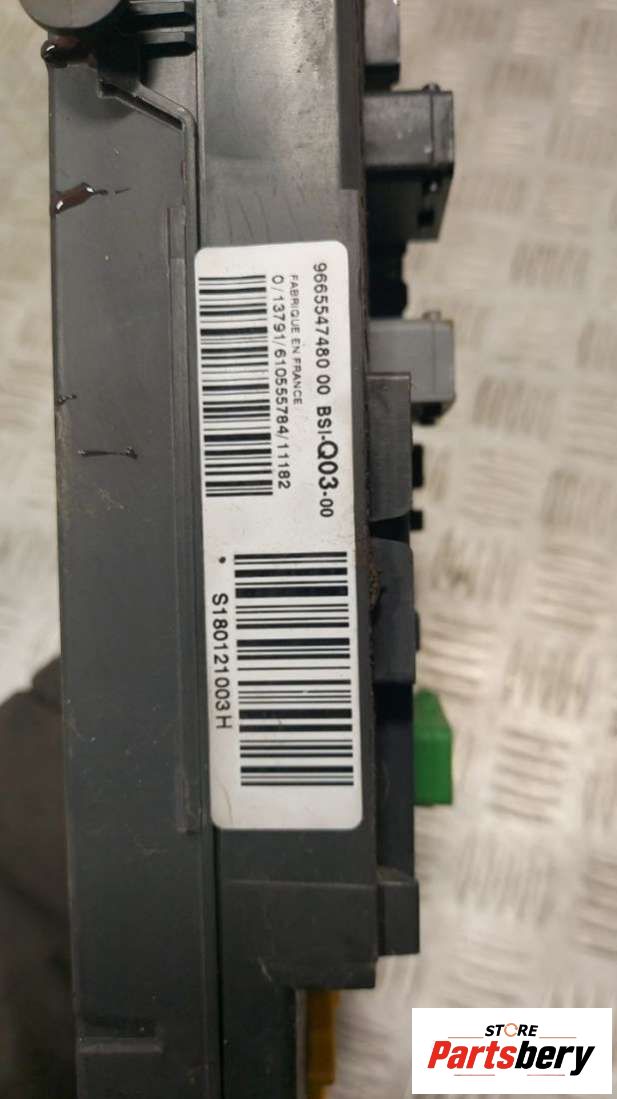 9665547480 00 BSI-Q03-00
FABRIQUE EN FRANCE
0/13791/610555784/11182
S180121003H
STORE
Partsbery